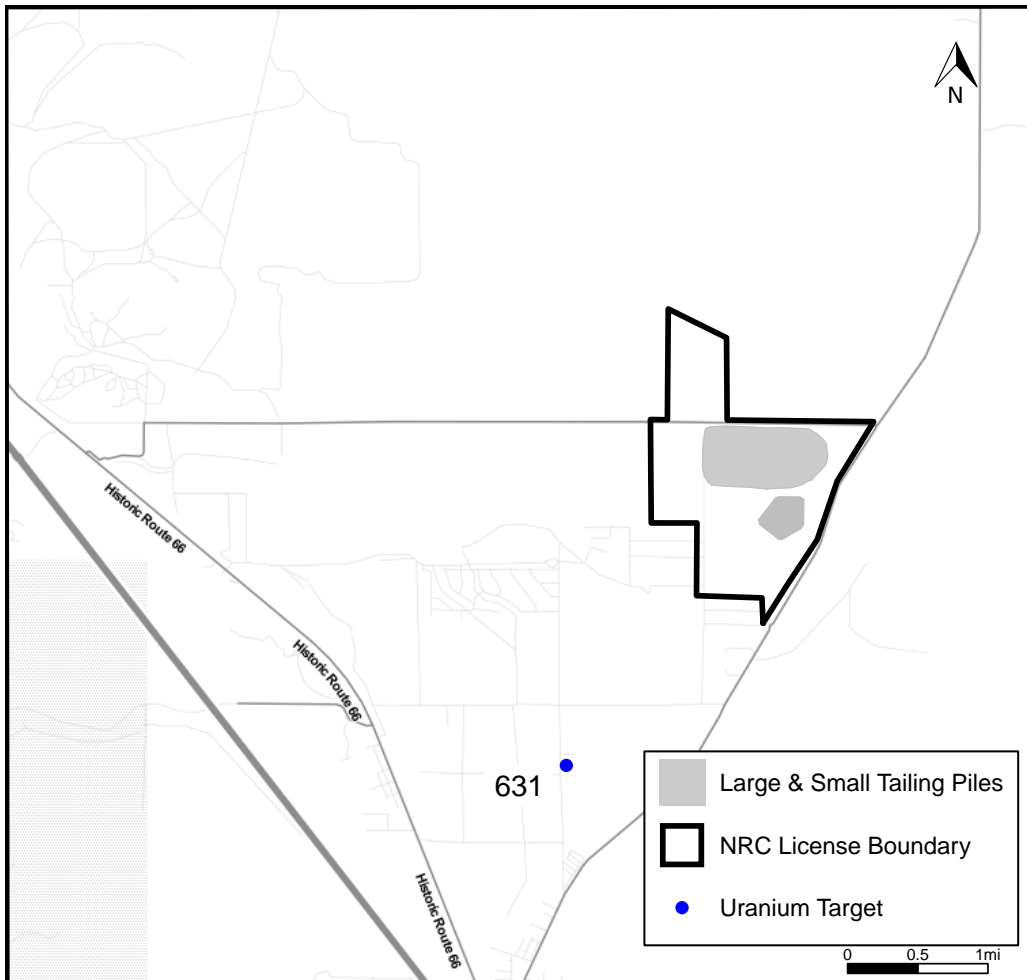 N
Historic Route 66
Historic Route 66
631
Historic Route 66
Large & Small Tailing Piles
NRC License Boundary
Uranium Target
0 0.5 1mi